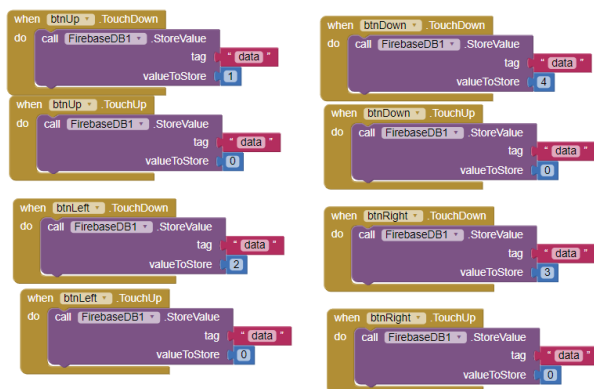 when btnUp .TouchDown
do call FirebaseDB1 .StoreValue
tag " data "
valueToStore 1
when btnUp .TouchUp
do call FirebaseDB1 .StoreValue
tag " data "
valueToStore 0
when btnLeft .TouchDown
do call FirebaseDB1 .StoreValue
tag " data "
valueToStore 2
when btnLeft .TouchUp
do call FirebaseDB1 .StoreValue
tag " data "
valueToStore 0
when btnDown .TouchDown
do call FirebaseDB1 .StoreValue
tag " data "
valueToStore 4
when btnDown .TouchUp
do call FirebaseDB1 .StoreValue
tag " data "
valueToStore 0
when btnRight .TouchDown
do call FirebaseDB1 .StoreValue
tag " data "
valueToStore 3
when btnRight .TouchUp
do call FirebaseDB1 .StoreValue
tag " data "
valueToStore 0